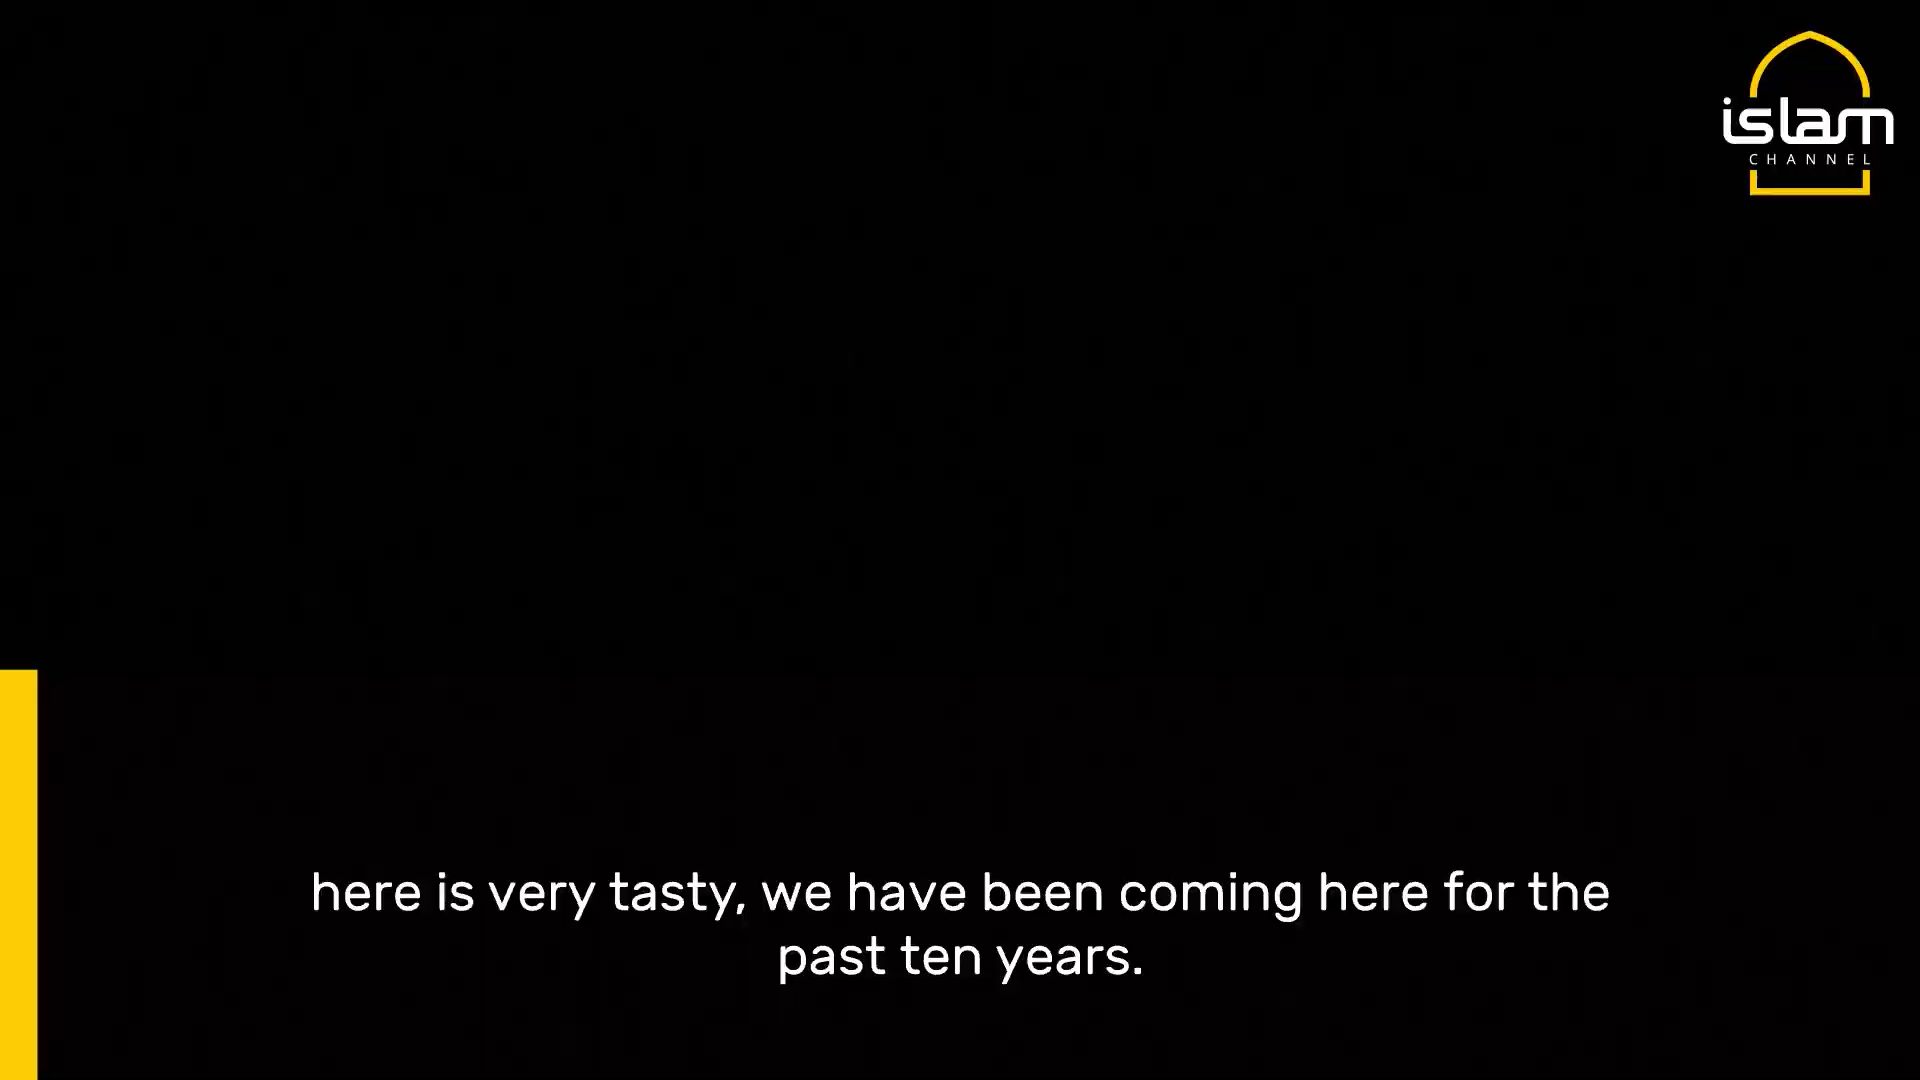 islam
CHANNEL
here is very tasty, we have been coming here for the
past ten years.